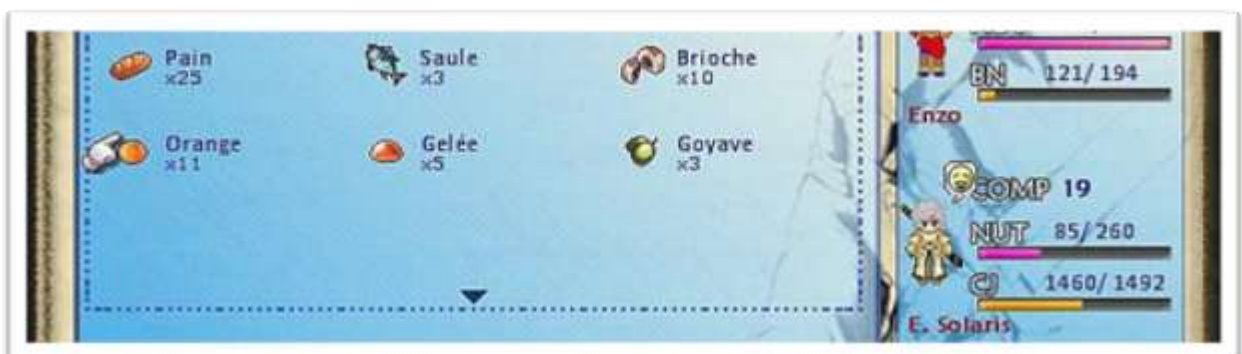 Pain
x25
Saule
x3
Brioche
x10
Orange
x11
Gelée
x5
Goyave
x3
BN 121/194
Enzo
COMP 19
NUT 85/260
CJ 1460/1492
E. Solaris